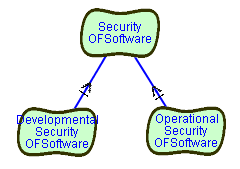 Security
OFSoftware
Developmental
Security
OFSoftware
Operational
Security
OFSoftware